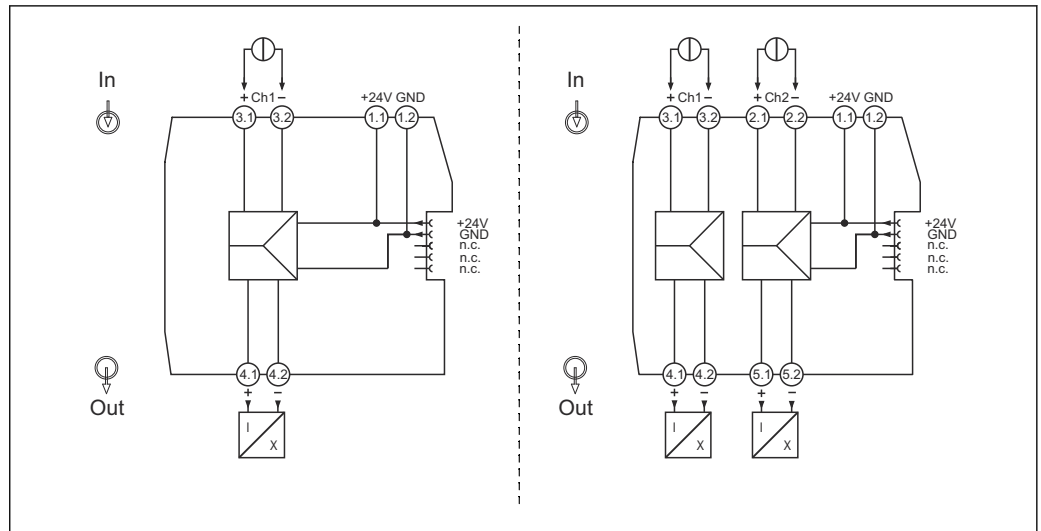 In
+ Ch1 −
+24V GND
3.1 3.2 1.1 1.2
+24V
GND
n.c.
n.c.
n.c.
4.1 4.2
+ −
Out
I X
In
+ Ch1 −
+ Ch2 −
+24V GND
3.1 3.2 2.1 2.2 1.1 1.2
+24V
GND
n.c.
n.c.
n.c.
4.1 4.2 5.1 5.2
+ − + −
Out
I X
I X